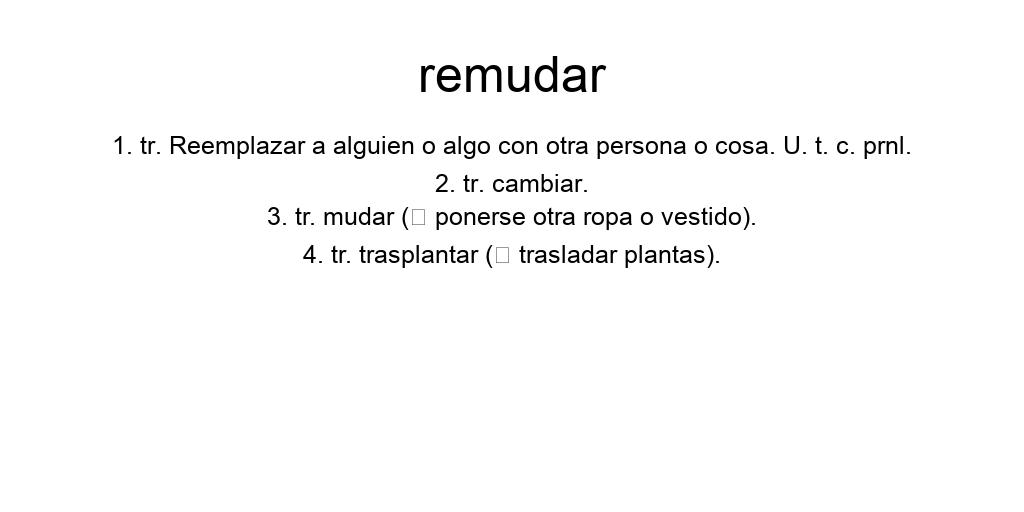 remudar
1. tr. Reemplazar a alguien o algo con otra persona o cosa. U. t. c. prnl.
2. tr. cambiar.
3. tr. mudar (□ ponerse otra ropa o vestido).
4. tr. trasplantar (□ trasladar plantas).